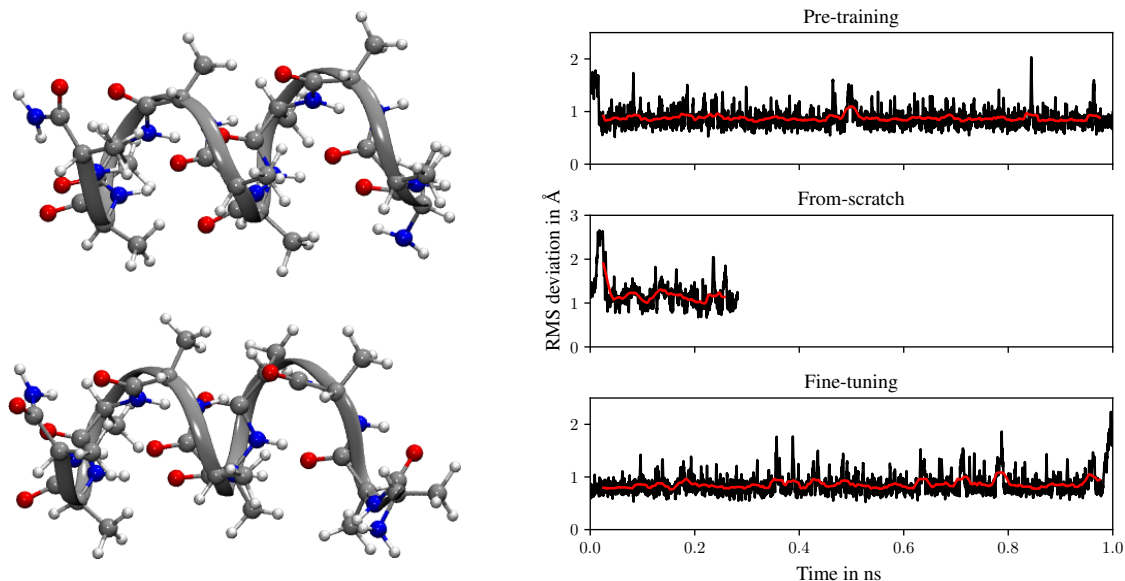 Pre-training
2
1
0
From-scratch
3
2
1
0
RMS deviation in Å
Fine-tuning
2
1
0
0.0 0.2 0.4 0.6 0.8 1.0
Time in ns